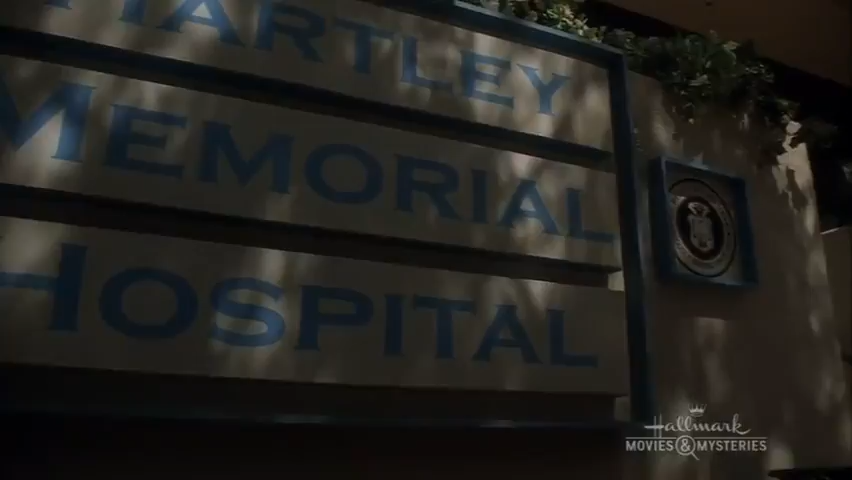 HARTLEY
MEMORIAL
HOSPITAL
Hallmark
MOVIES & MYSTERIES